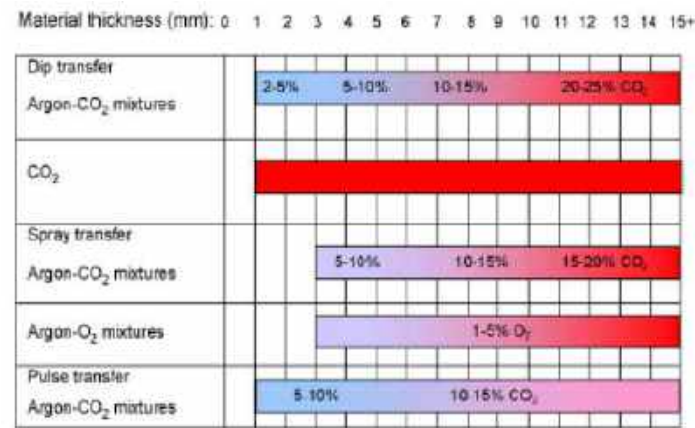 Material thickness (mm): 0 1 2 3 4 5 6 7 8 9 10 11 12 13 14 15+
Dip transfer
Argon-CO₂ mixtures
2-5% 5-10% 10-15% 20-25% CO₂
CO₂
Spray transfer
Argon-CO₂ mixtures
5-10% 10-15% 15-20% CO₂
Argon-O₂ mixtures
1-5% O₂
Pulse transfer
Argon-CO₂ mixtures
5-10% 10-15% CO₂